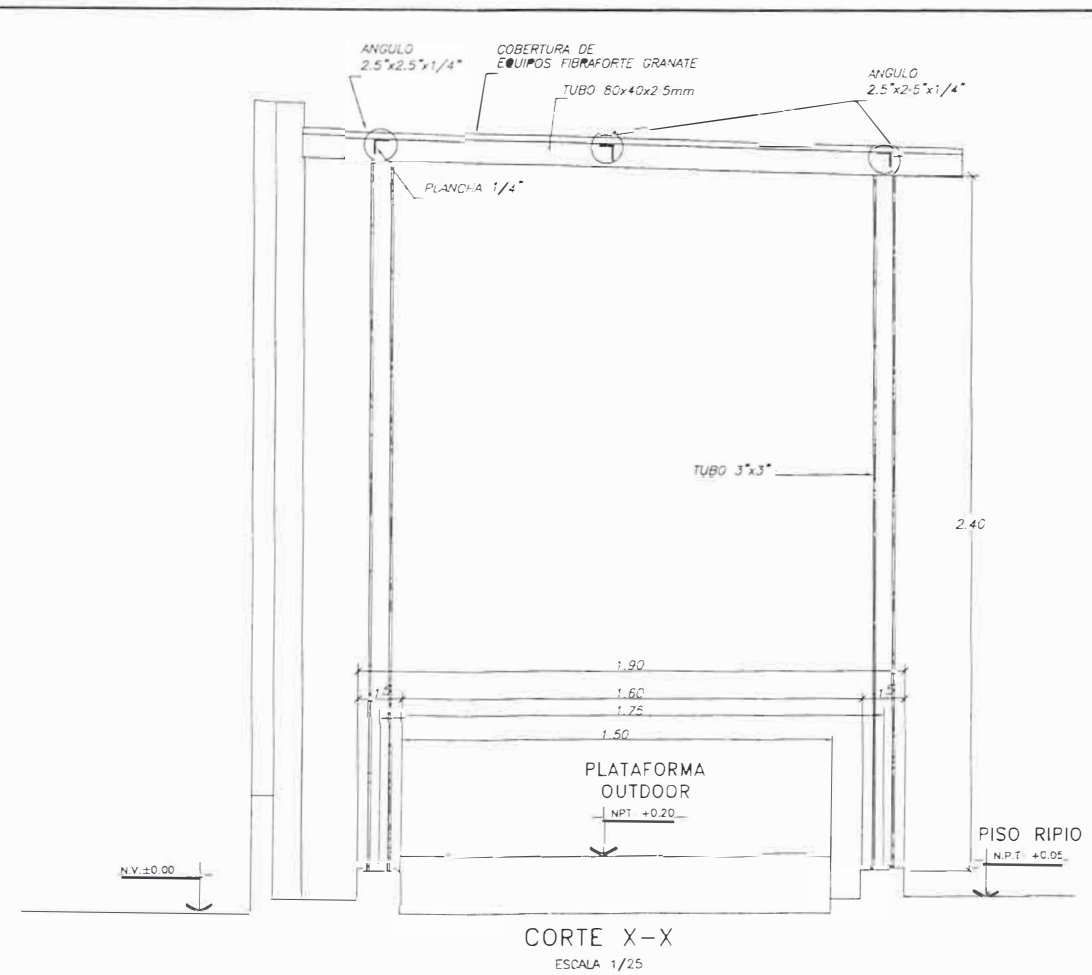 ANGULO
2.5"x2.5"x1/4"
COBERTURA DE
EQUIPOS FIBRAFORTE GRANATE
TUBO 80x40x2.5mm
ANGULO
2.5"x2.5"x1/4"
PLANCHA 1/4"
TUBO 3"x3"
2.40
1.90
15
1.60
15
1.75
1.50
PLATAFORMA
OUTDOOR
NPT. +0.20
PISO RIPIO
N.P.T. +0.05
N.V.±0.00
CORTE X-X
ESCALA 1/25